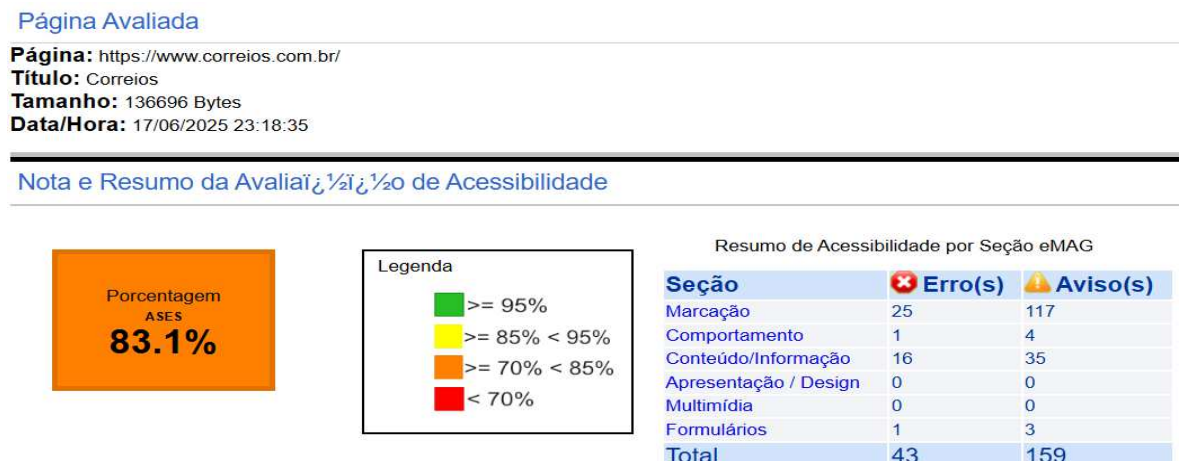 Página Avaliada
Página: https://www.correios.com.br/
Título: Correios
Tamanho: 136696 Bytes
Data/Hora: 17/06/2025 23:18:35
Nota e Resumo da Avaliaï¿½ï¿½o de Acessibilidade
Porcentagem
ASES
83.1%
Legenda
>= 95%
>= 85% < 95%
>= 70% < 85%
< 70%
Resumo de Acessibilidade por Seção eMAG
Seção Erro(s) Aviso(s)
Marcação 25 117
Comportamento 1 4
Conteúdo/Informação 16 35
Apresentação / Design 0 0
Multimídia 0 0
Formulários 1 3
Total 43 159